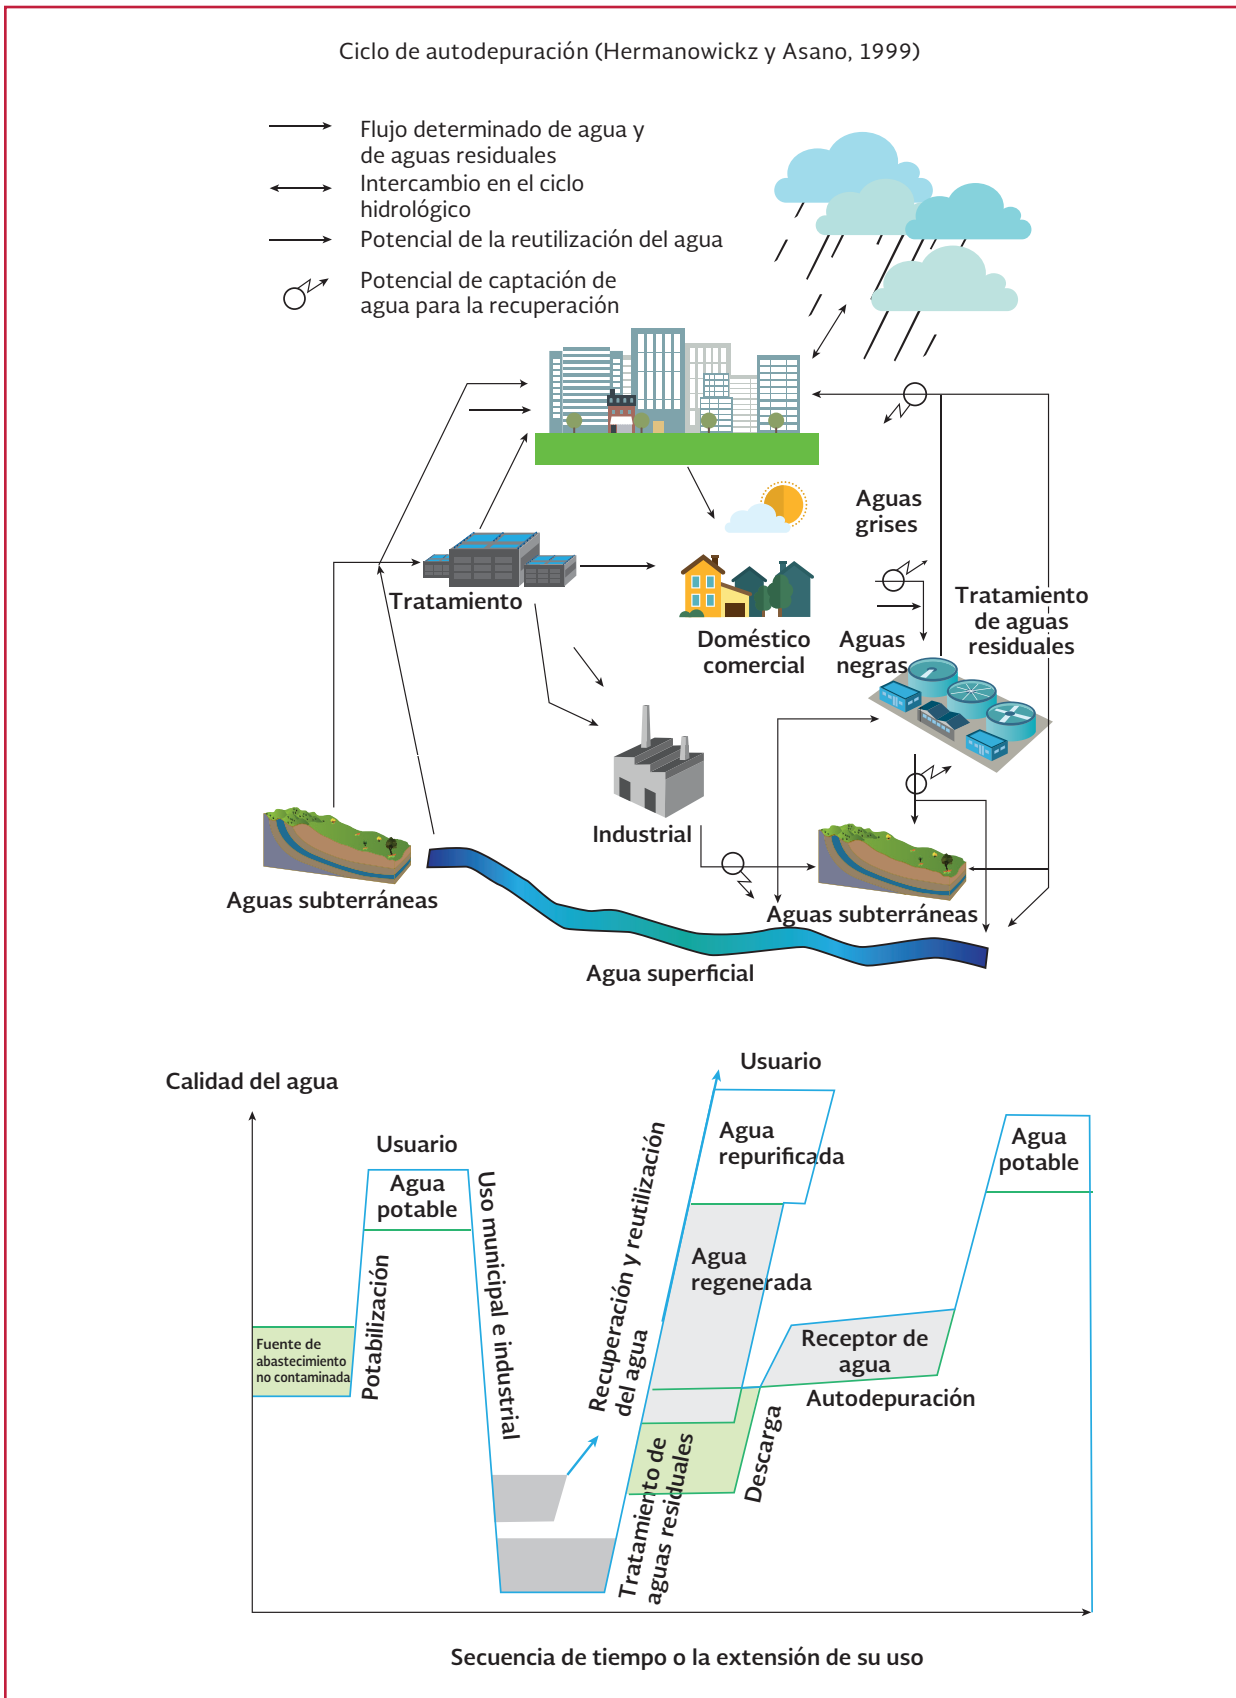 Ciclo de autodepuración (Hermanowickz y Asano, 1999)
Flujo determinado de agua y
de aguas residuales
Intercambio en el ciclo
hidrológico
Potencial de la reutilización del agua
Potencial de captación de
agua para la recuperación
Aguas
grises
Tratamiento
Doméstico
comercial
Aguas
negras
Tratamiento
de aguas
residuales
Industrial
Aguas subterráneas
Aguas subterráneas
Agua superficial
Calidad del agua
Usuario
Agua
potable
Fuente de
abastecimiento
no contaminada
Potabilización
Uso municipal e industrial
Recuperación y reutilización
del agua
Tratamiento de
aguas residuales
Usuario
Agua
repurificada
Agua
regenerada
Descarga
Receptor de
agua
Autodepuración
Agua
potable
Secuencia de tiempo o la extensión de su uso